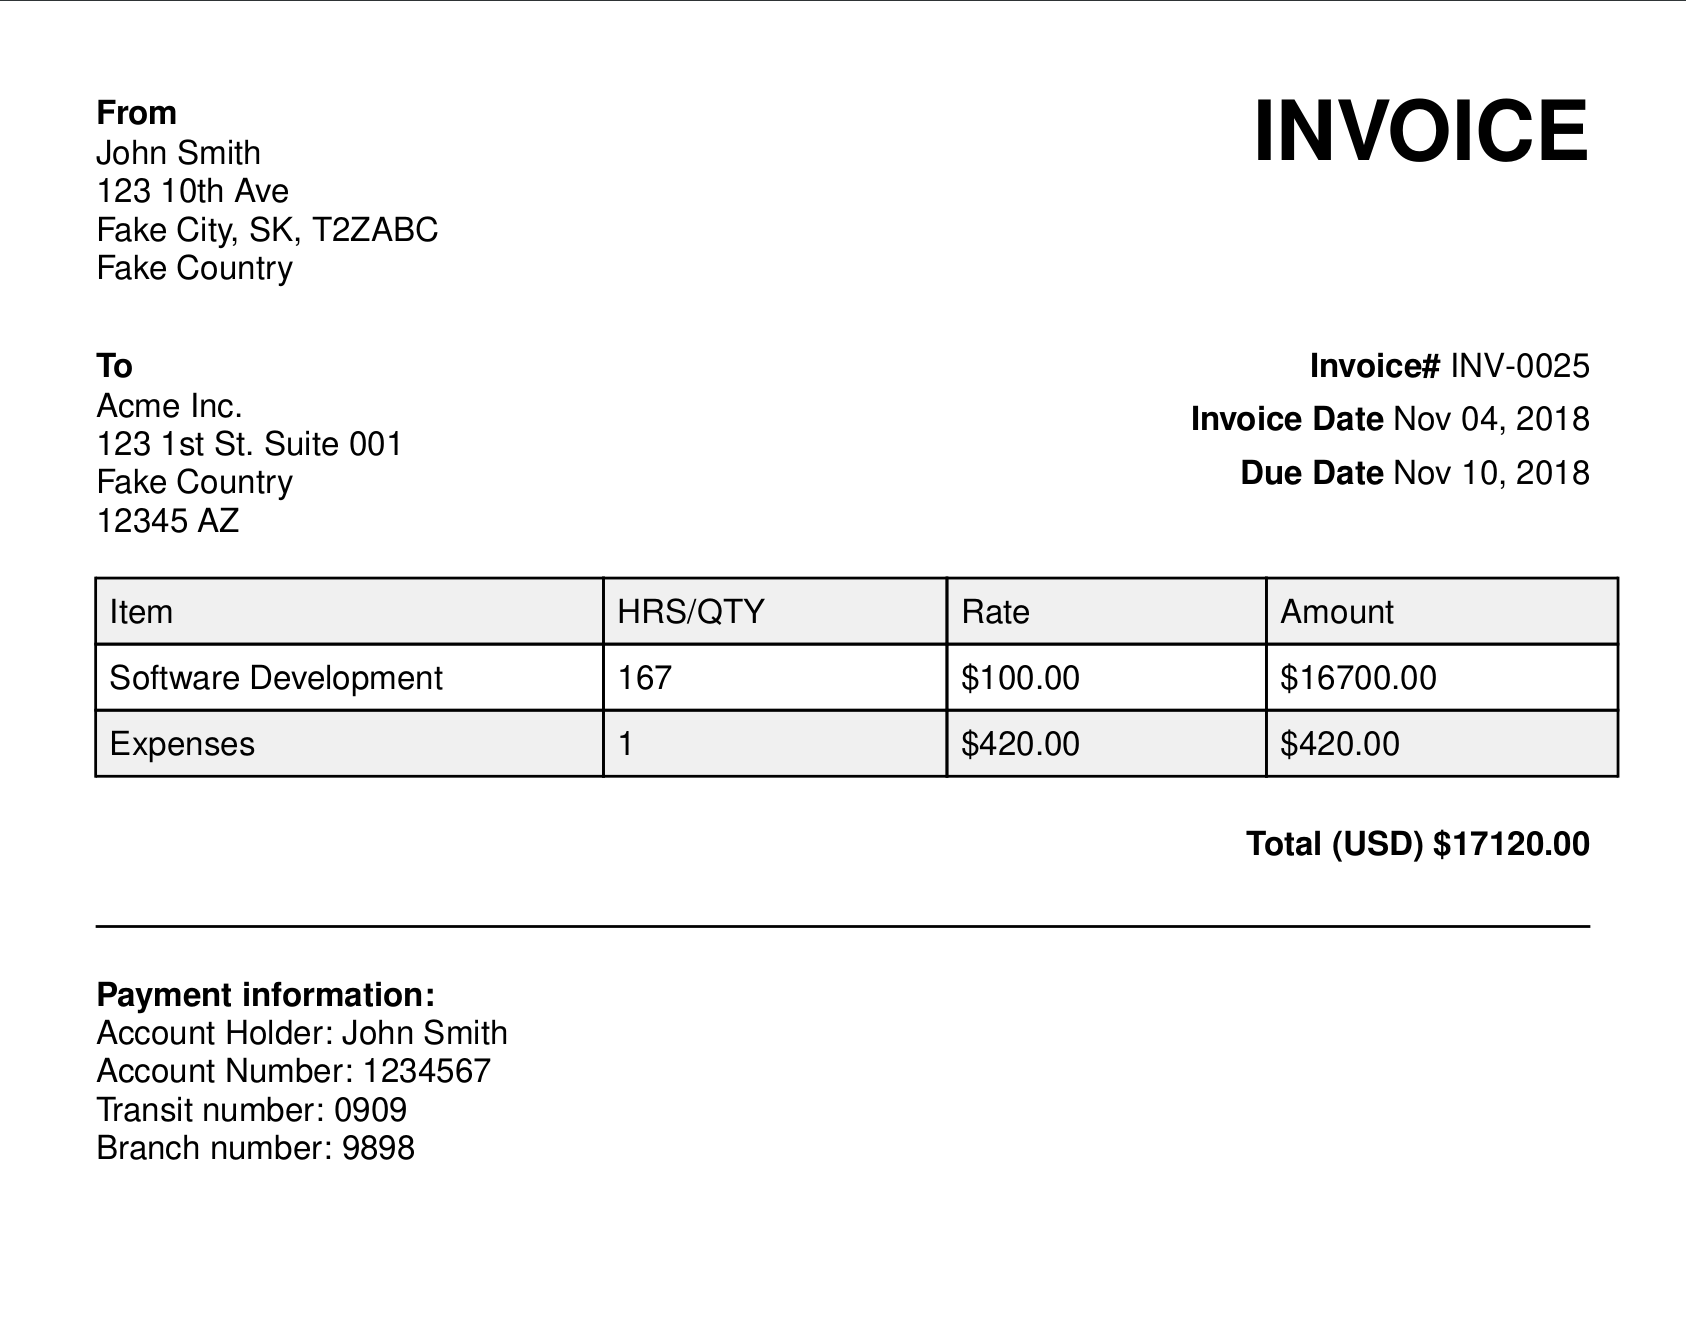 From
John Smith
123 10th Ave
Fake City, SK, T2ZABC
Fake Country
INVOICE
To
Acme Inc.
123 1st St. Suite 001
Fake Country
12345 AZ
Invoice# INV-0025
Invoice Date Nov 04, 2018
Due Date Nov 10, 2018
Item HRS/QTY Rate Amount
Software Development 167 $100.00 $16700.00
Expenses 1 $420.00 $420.00
Total (USD) $17120.00
Payment information:
Account Holder: John Smith
Account Number: 1234567
Transit number: 0909
Branch number: 9898